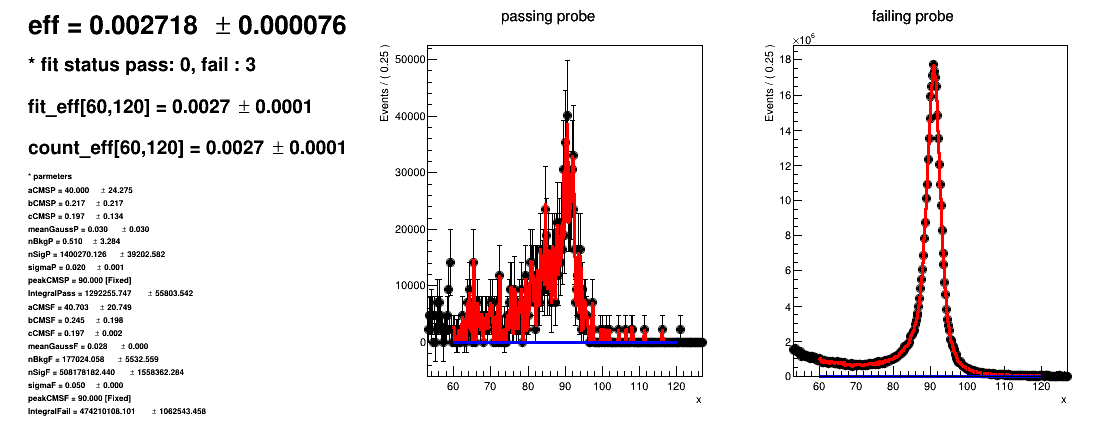 eff = 0.002718 ± 0.000076
* fit status pass: 0, fail : 3
fit_eff[60,120] = 0.0027 ± 0.0001
count_eff[60,120] = 0.0027 ± 0.0001
* parmeters
aCMSP = 40.000 ± 24.275
bCMSP = 0.217 ± 0.217
cCMSP = 0.197 ± 0.134
meanGaussP = 0.030 ± 0.030
nBkgP = 0.510 ± 3.284
nSigP = 1400270.126 ± 39202.582
sigmaP = 0.020 ± 0.001
peakCMSP = 90.000 [Fixed]
IntegralPass = 1292255.747 ± 55803.542
aCMSF = 40.703 ± 20.749
bCMSF = 0.245 ± 0.198
cCMSF = 0.197 ± 0.002
meanGaussF = 0.028 ± 0.000
nBkgF = 177024.058 ± 5532.559
nSigF = 508178182.440 ± 1558362.284
sigmaF = 0.050 ± 0.000
peakCMSF = 90.000 [Fixed]
IntegralFail = 474210108.101 ± 1062543.458
passing probe
Events / ( 0.25 )
50000
40000
30000
20000
10000
0
60 70 80 90 100 110 120
x
failing probe
×10⁶
Events / ( 0.25 )
18
16
14
12
10
8
6
4
2
0
60 70 80 90 100 110 120
x